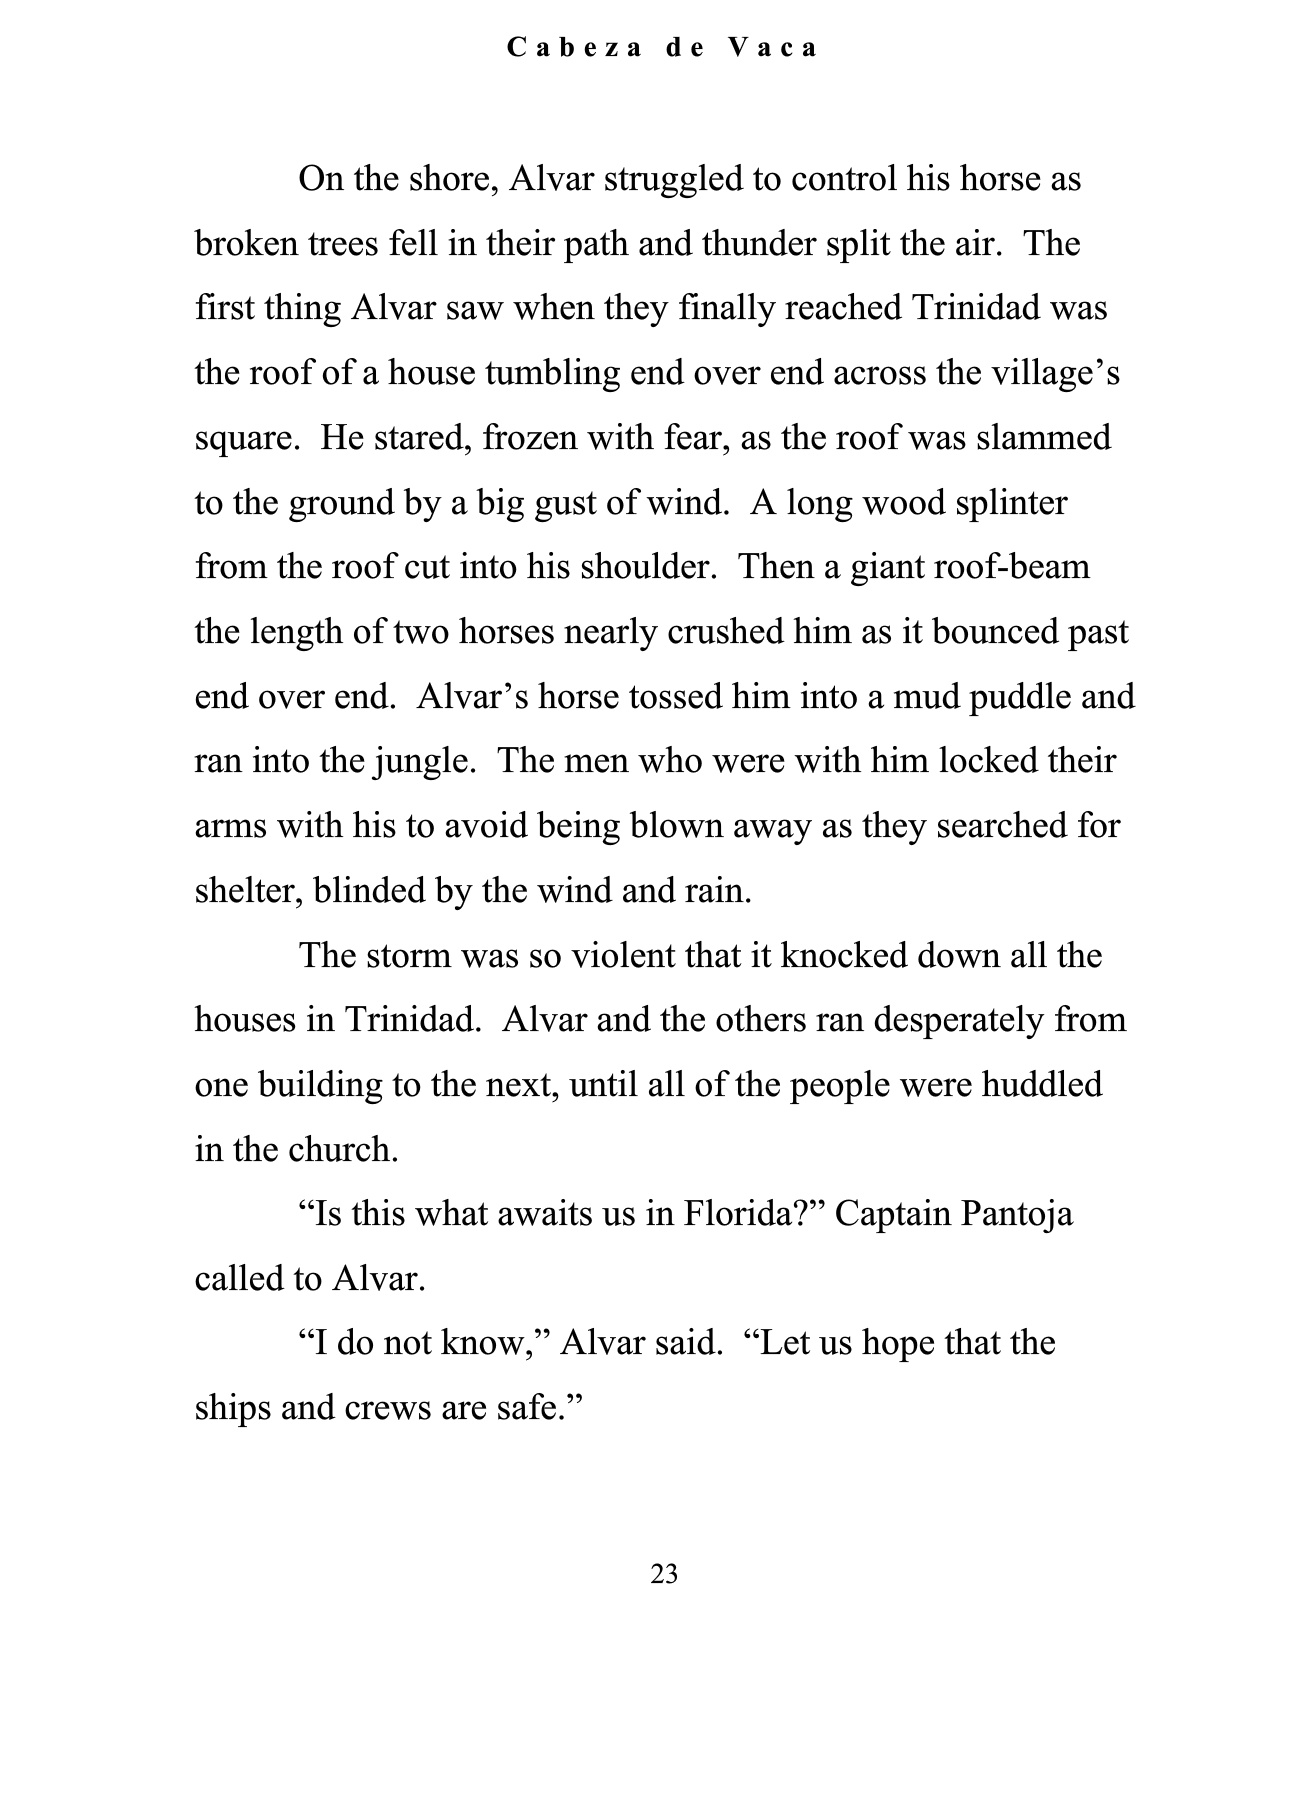 Cabeza de Vaca
On the shore, Alvar struggled to control his horse as
broken trees fell in their path and thunder split the air.  The
first thing Alvar saw when they finally reached Trinidad was
the roof of a house tumbling end over end across the village’s
square.  He stared, frozen with fear, as the roof was slammed
to the ground by a big gust of wind.  A long wood splinter
from the roof cut into his shoulder.  Then a giant roof-beam
the length of two horses nearly crushed him as it bounced past
end over end.  Alvar’s horse tossed him into a mud puddle and
ran into the jungle.  The men who were with him locked their
arms with his to avoid being blown away as they searched for
shelter, blinded by the wind and rain.
The storm was so violent that it knocked down all the
houses in Trinidad.  Alvar and the others ran desperately from
one building to the next, until all of the people were huddled
in the church.
“Is this what awaits us in Florida?” Captain Pantoja
called to Alvar.
“I do not know,” Alvar said.  “Let us hope that the
ships and crews are safe.”
23